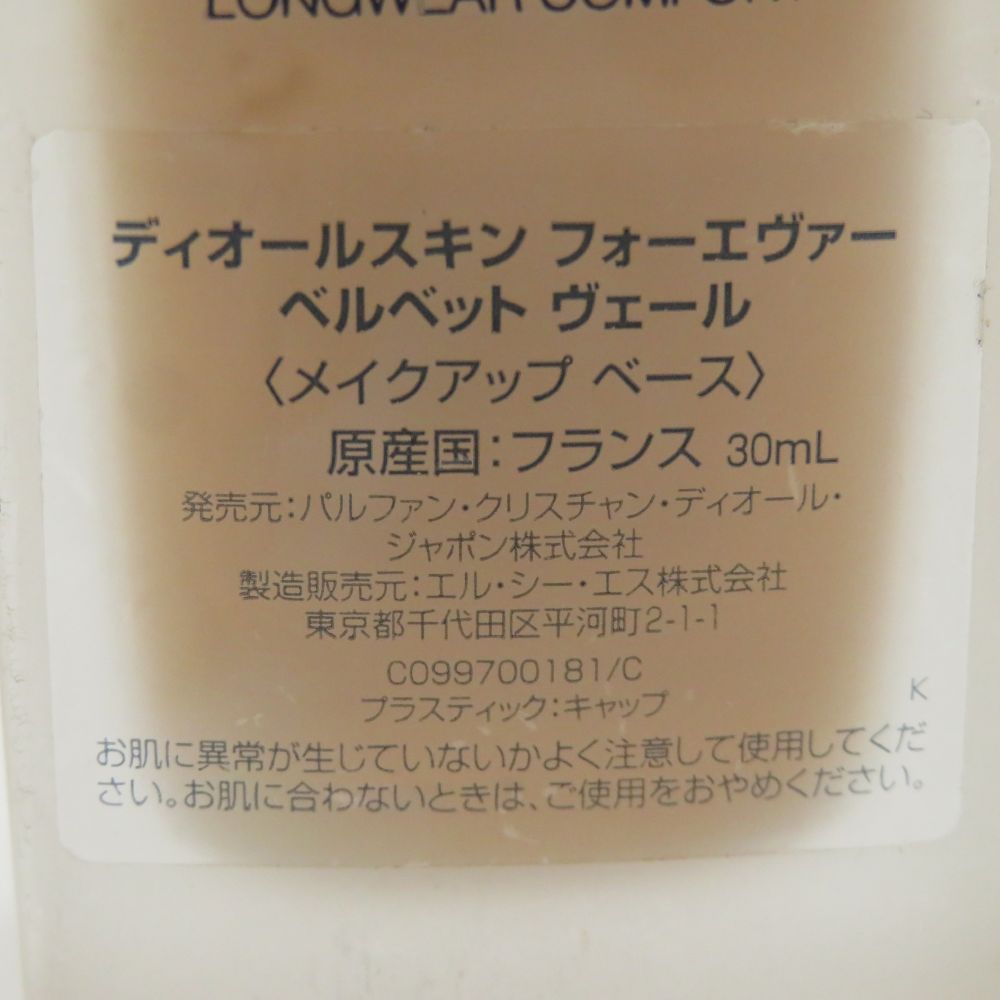 LONGWEAR COMFORT
ディオールスキン フォーエヴァー
ベルベット ヴェール
〈メイクアップ ベース〉
原産国:フランス 30mL
発売元:パルファン・クリスチャン・ディオール・
ジャポン株式会社
製造販売元:エル・シー・エス株式会社
東京都千代田区平河町2-1-1
C099700181/C
K
プラスティック:キャップ
お肌に異常が生じていないかよく注意して使用してくだ
さい。お肌に合わないときは、ご使用をおやめください。